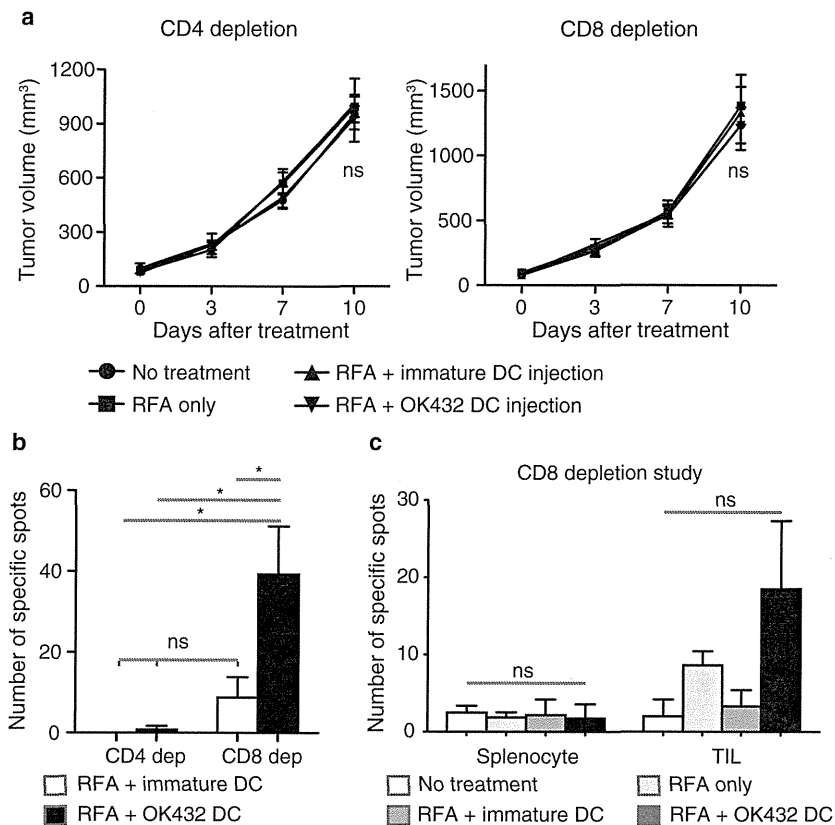 a
CD4 depletion
CD8 depletion
Tumor volume (mm³)
1200
900
600
300
0
ns
0 3 7 10
Days after treatment
Tumor volume (mm³)
1500
1000
500
0
ns
0 3 7 10
Days after treatment
No treatment
RFA + immature DC injection
RFA only
RFA + OK432 DC injection
b
Number of specific spots
60
40
20
0
*
*
*
ns
CD4 dep CD8 dep
RFA + immature DC
RFA + OK432 DC
c
CD8 depletion study
Number of specific spots
30
20
10
0
ns
ns
Splenocyte TIL
No treatment
RFA only
RFA + immature DC
RFA + OK432 DC